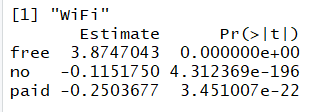 [1] "WiFi"
Estimate Pr(>|t|)
free 3.8747043 0.000000e+00
no -0.1151750 4.312369e-196
paid -0.2503677 3.451007e-22